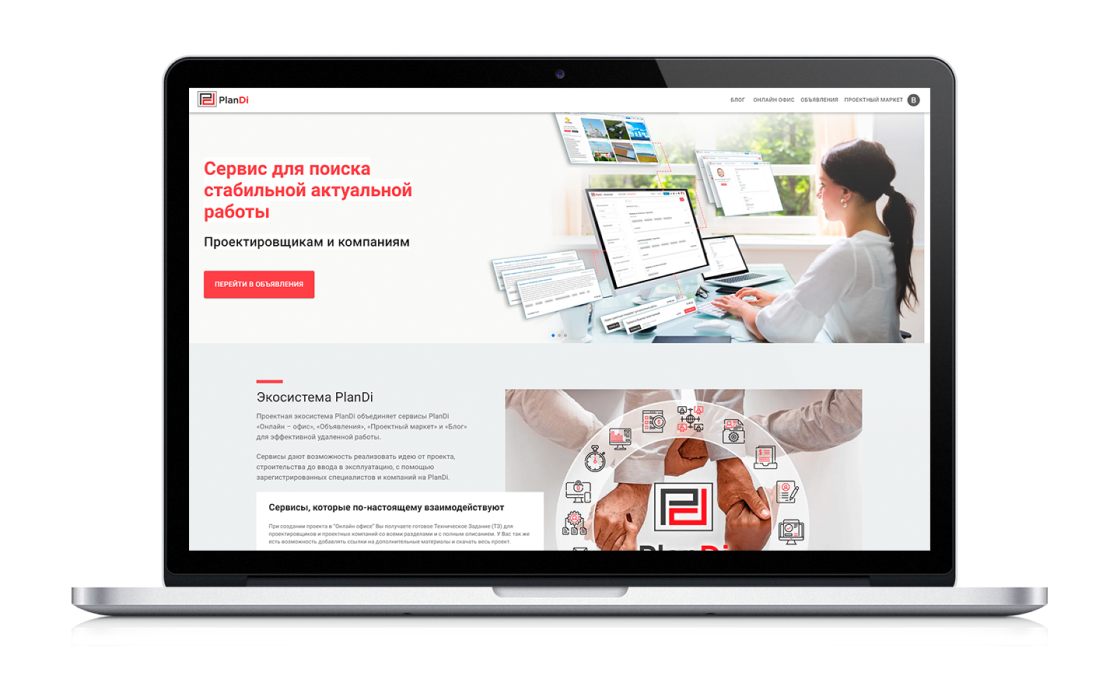 PlanDi
БЛОГ ОНЛАЙН ОФИС ОБЪЯВЛЕНИЯ ПРОЕКТНЫЙ МАРКЕТ B
Сервис для поиска
стабильной актуальной
работы
Проектировщикам и компаниям
ПЕРЕЙТИ В ОБЪЯВЛЕНИЯ
Экосистема PlanDi
Проектная экосистема PlanDi объединяет сервисы PlanDi
«Онлайн – офис», «Объявления», «Проектный маркет» и «Блог»
для эффективной удаленной работы.
Сервисы дают возможность реализовать идею от проекта,
строительства до ввода в эксплуатацию, с помощью
зарегистрированных специалистов и компаний на PlanDi.
Сервисы, которые по-настоящему взаимодействуют
При создании проекта в "Онлайн офисе" Вы получаете готовое Техническое Задание (ТЗ) для
проектировщиков и проектных компаний со всеми разделами и с полным описанием. У Вас так же
есть возможность добавлять ссылки на дополнительные материалы и скачать весь проект.
PlanDi